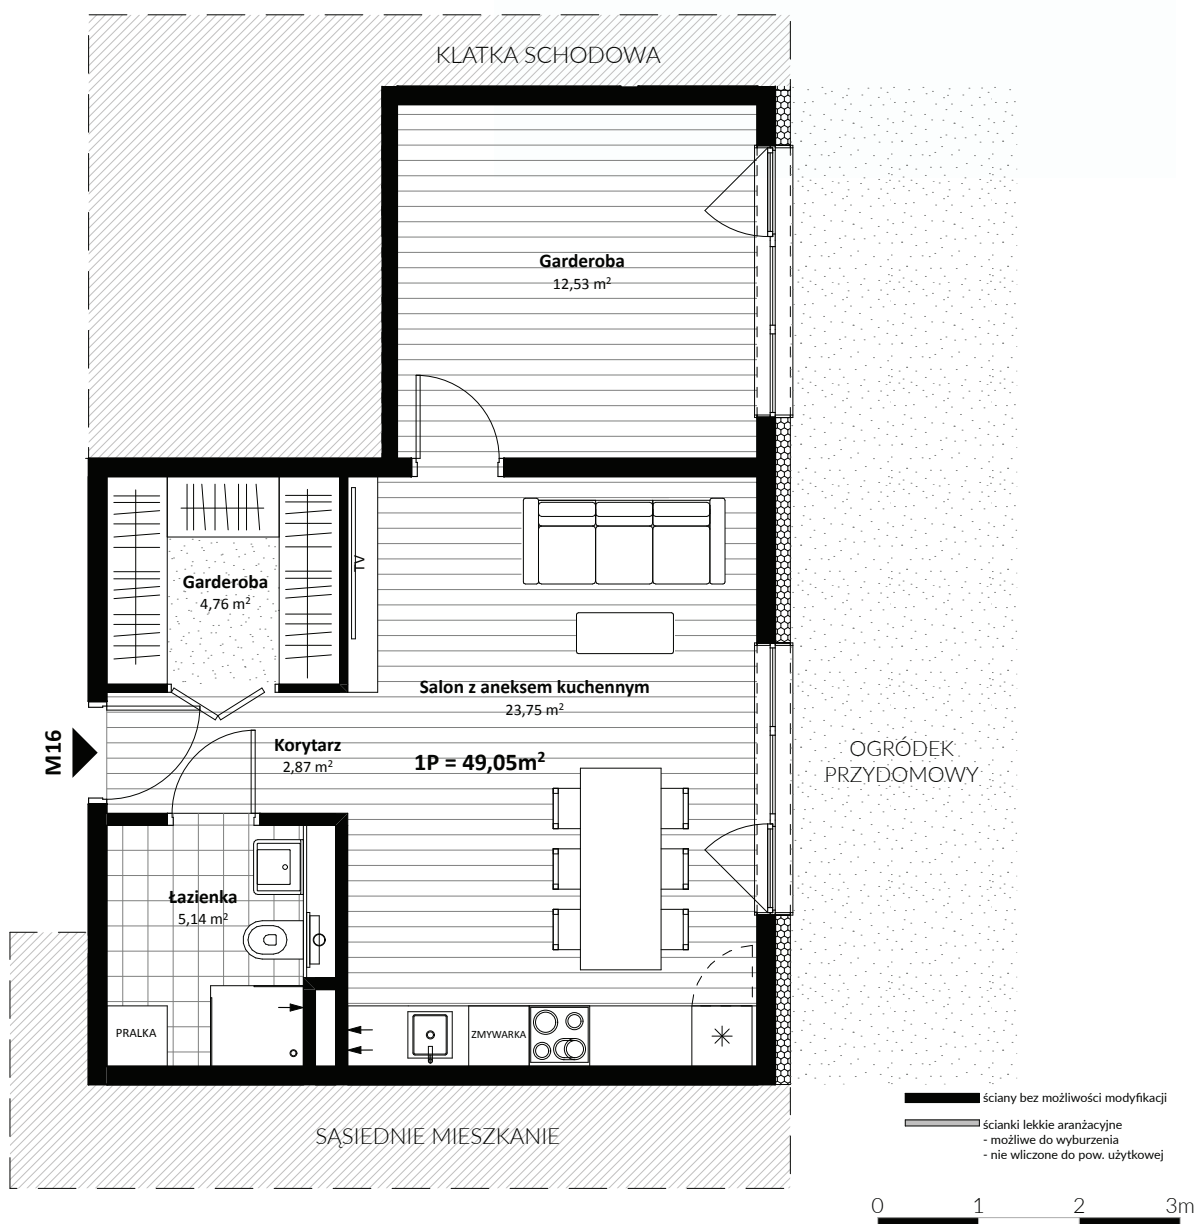 KLATKA SCHODOWA
Garderoba
12,53 m²
TV
Garderoba
4,76 m²
Salon z aneksem kuchennym
23,75 m²
M16
Korytarz
2,87 m²
1P = 49,05m²
OGRÓDEK
PRZYDOMOWY
Łazienka
5,14 m²
PRALKA
ZMYWARKA
SĄSIEDNIE MIESZKANIE
ściany bez możliwości modyfikacji
ścianki lekkie aranżacyjne
- możliwe do wyburzenia
- nie wliczone do pow. użytkowej
0 1 2 3m